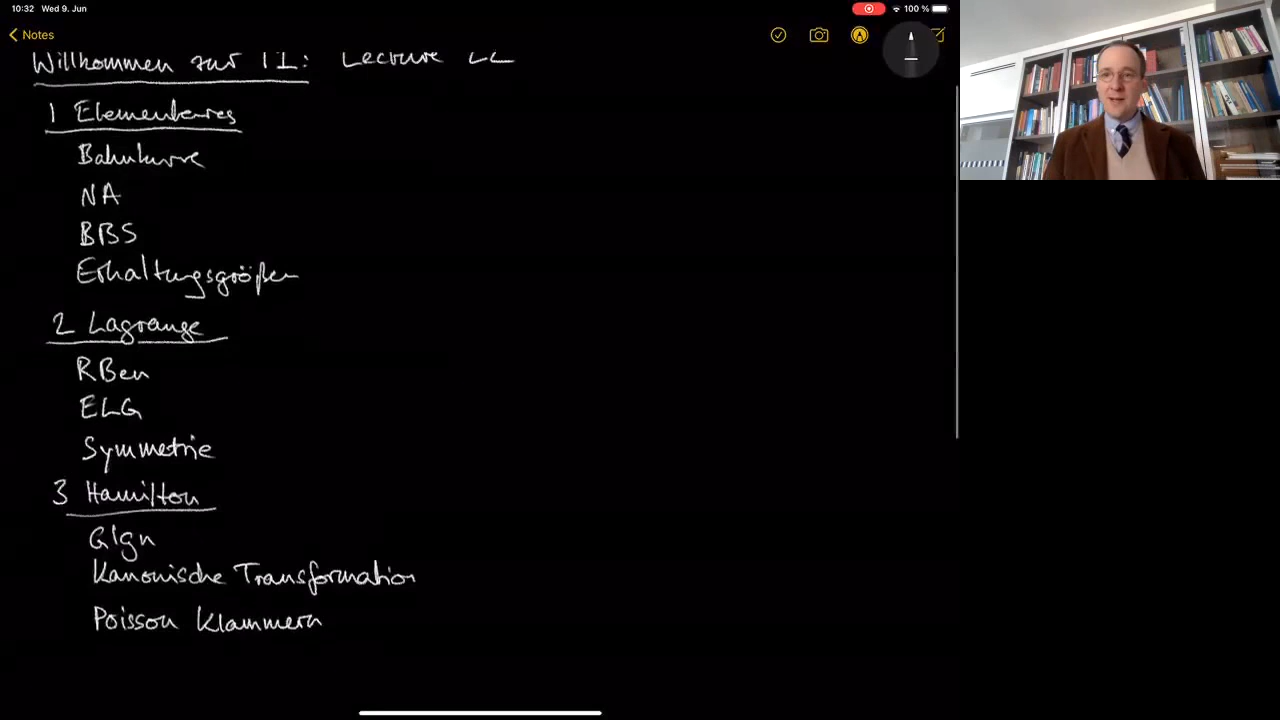 10:32 Wed 9. Jun 100 %
Notes
Willkommen zur T1: Lecture 22
1 Elementares
Bahnkurve
NA
BBS
Erhaltungsgrößen
2 Lagrange
RBen
ELG
Symmetrie
3 Hamilton
Glgn
Kanonische Transformation
Poisson Klammern